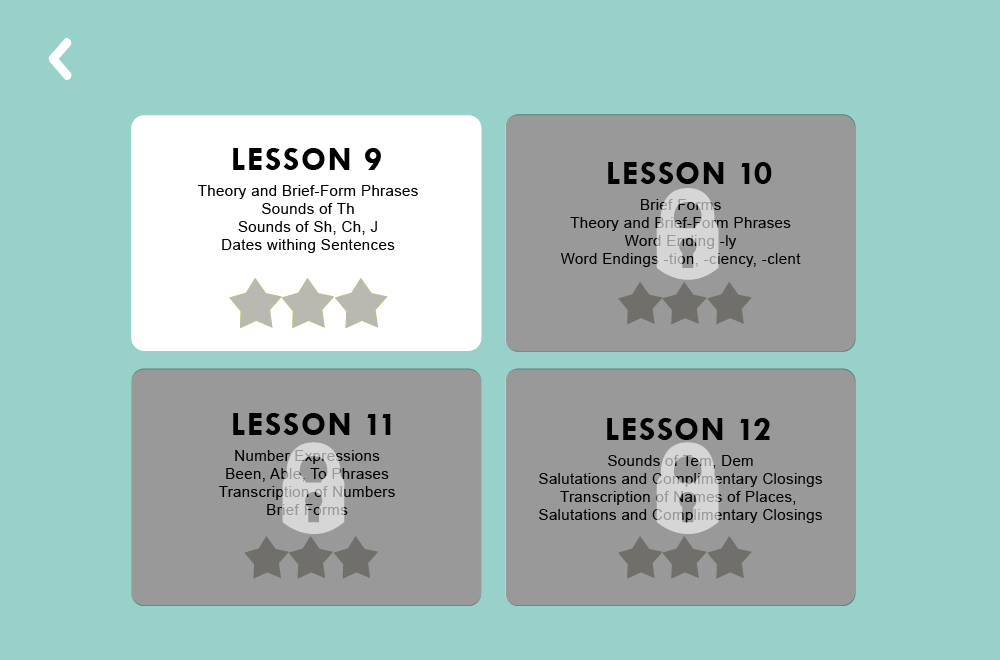 LESSON 9
Theory and Brief-Form Phrases
Sounds of Th
Sounds of Sh, Ch, J
Dates withing Sentences
LESSON 10
Brief Forms
Theory and Brief-Form Phrases
Word Ending -ly
Word Endings -tion, -ciency, -clent
LESSON 11
Number Expressions
Been, Able, To Phrases
Transcription of Numbers
Brief Forms
LESSON 12
Sounds of Tem, Dem
Salutations and Complimentary Closings
Transcription of Names of Places,
Salutations and Complimentary Closings